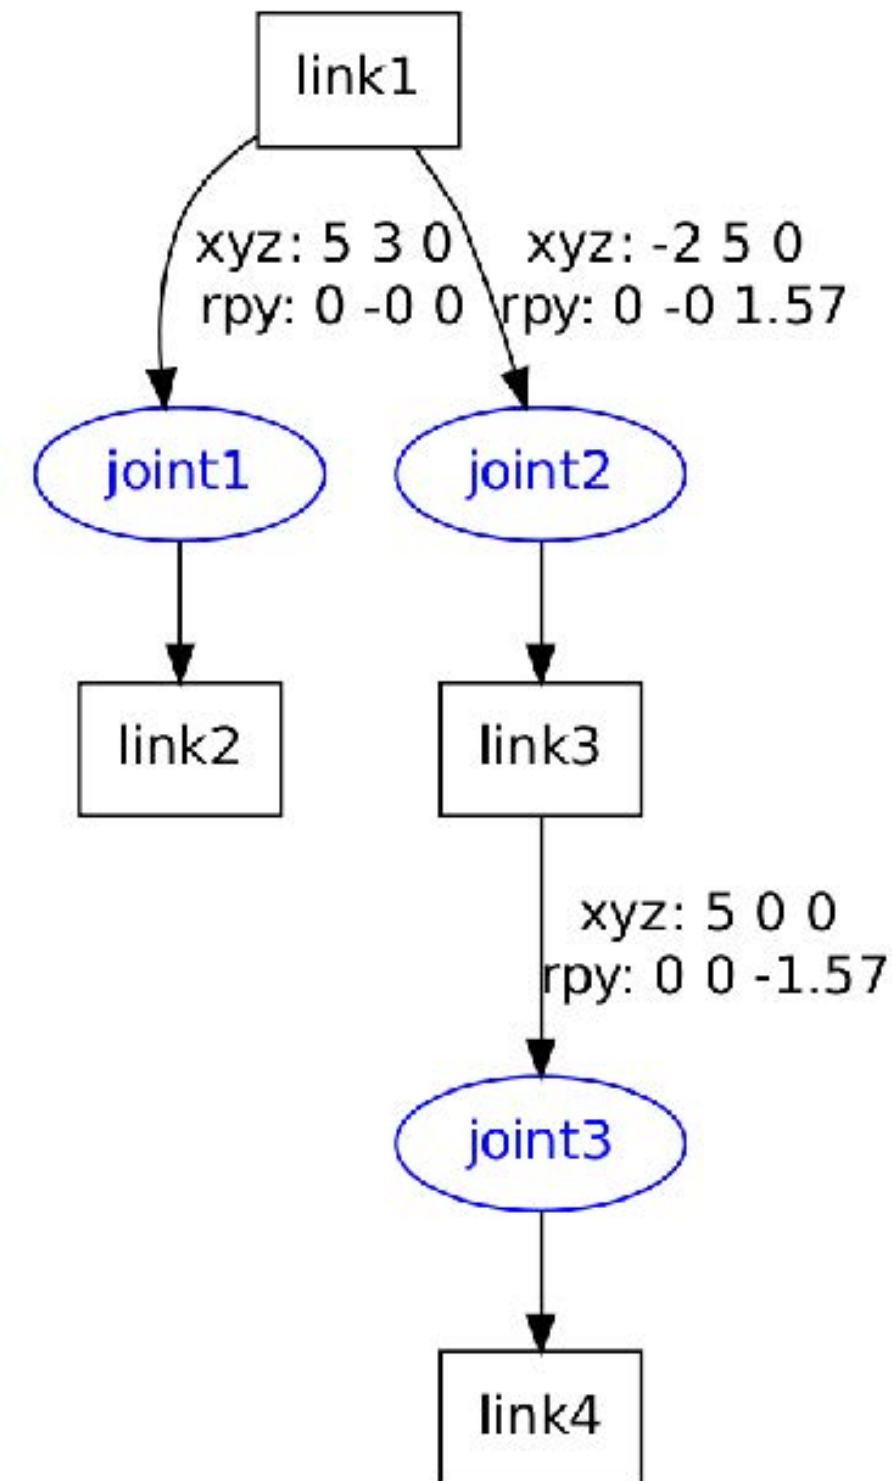 link1
xyz: 5 3 0
rpy: 0 -0 0
xyz: -2 5 0
rpy: 0 -0 1.57
joint1
joint2
link2
link3
xyz: 5 0 0
rpy: 0 0 -1.57
joint3
link4